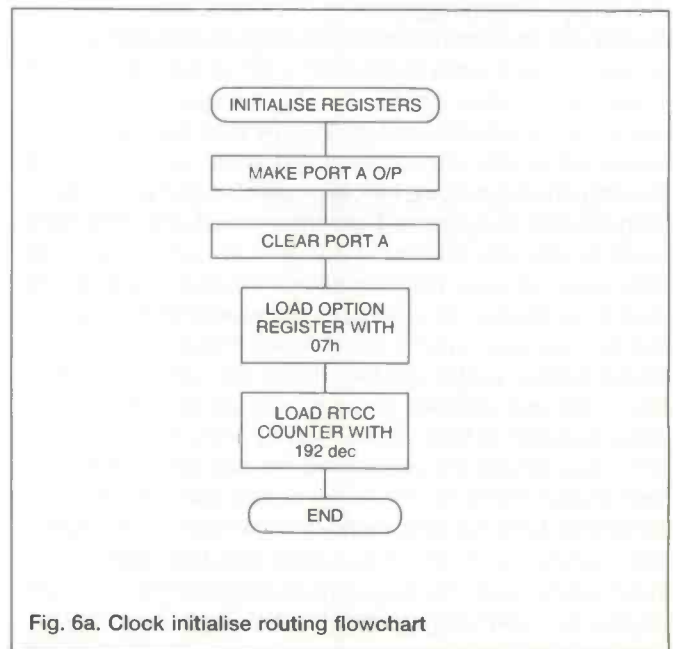 INITIALISE REGISTERS
MAKE PORT A O/P
CLEAR PORT A
LOAD OPTION
REGISTER WITH
07h
LOAD RTCC
COUNTER WITH
192 dec
END
Fig. 6a. Clock initialise routing flowchart